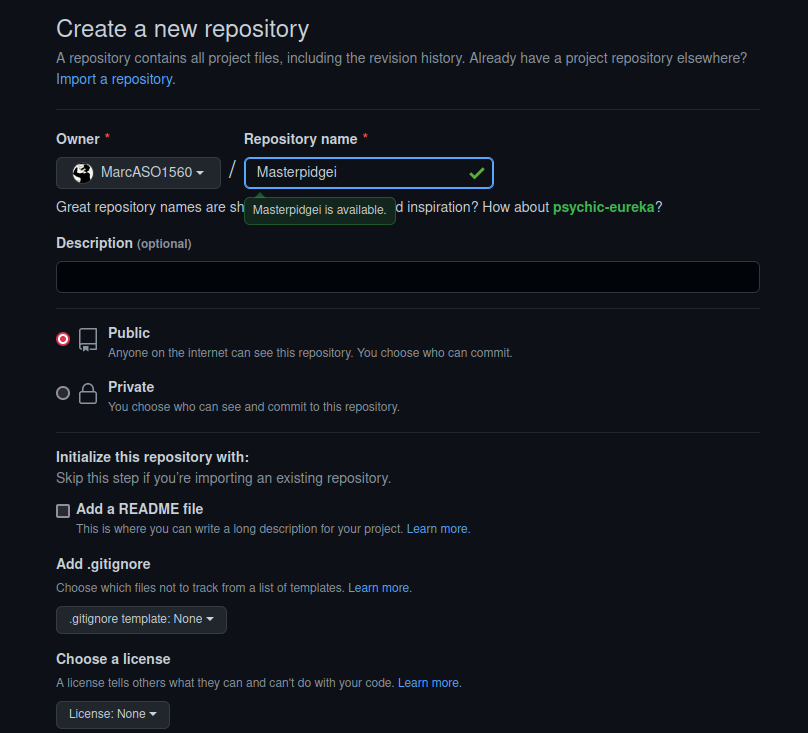 Create a new repository
A repository contains all project files, including the revision history. Already have a project repository elsewhere?
Import a repository.
Owner * Repository name *
MarcASO1560 / Masterpidgei
Great repository names are sh d inspiration? How about psychic-eureka?
Masterpidgei is available.
Description (optional)
Public
Anyone on the internet can see this repository. You choose who can commit.
Private
You choose who can see and commit to this repository.
Initialize this repository with:
Skip this step if you're importing an existing repository.
Add a README file
This is where you can write a long description for your project. Learn more.
Add .gitignore
Choose which files not to track from a list of templates. Learn more.
.gitignore template: None
Choose a license
A license tells others what they can and can't do with your code. Learn more.
License: None